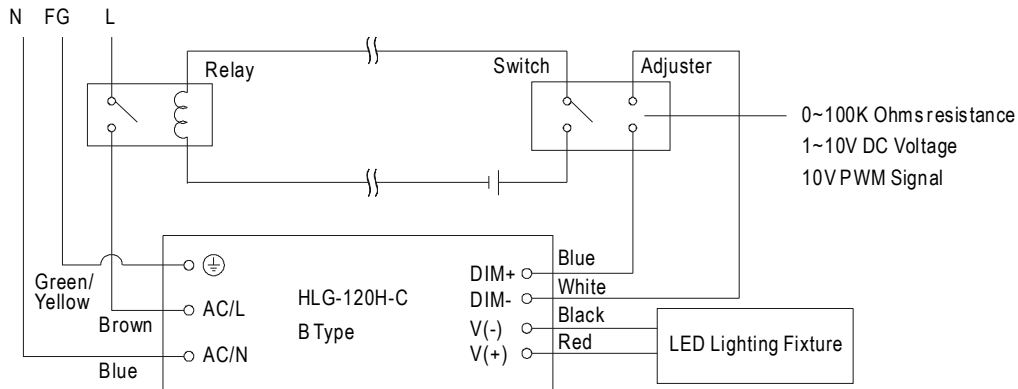 N FG L
Relay
Switch
Adjuster
0~100K Ohms resistance
1~10V DC Voltage
10V PWM Signal
Green/
Yellow
Brown
Blue
AC/L
AC/N
HLG-120H-C
B Type
DIM+
DIM-
V(-)
V(+)
Blue
White
Black
Red
LED Lighting Fixture